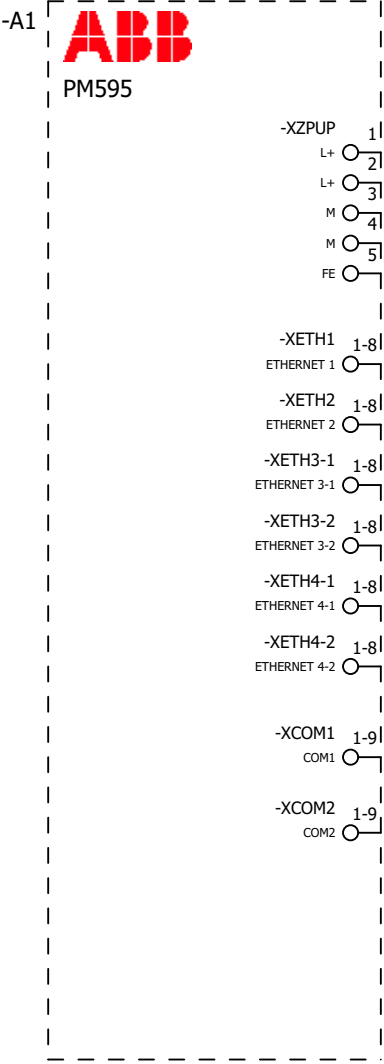 -A1
ABB
PM595
-XZPUP 1
L+
2
L+
3
M
4
M
5
FE
-XETH1 1-8
ETHERNET 1
-XETH2 1-8
ETHERNET 2
-XETH3-1 1-8
ETHERNET 3-1
-XETH3-2 1-8
ETHERNET 3-2
-XETH4-1 1-8
ETHERNET 4-1
-XETH4-2 1-8
ETHERNET 4-2
-XCOM1 1-9
COM1
-XCOM2 1-9
COM2